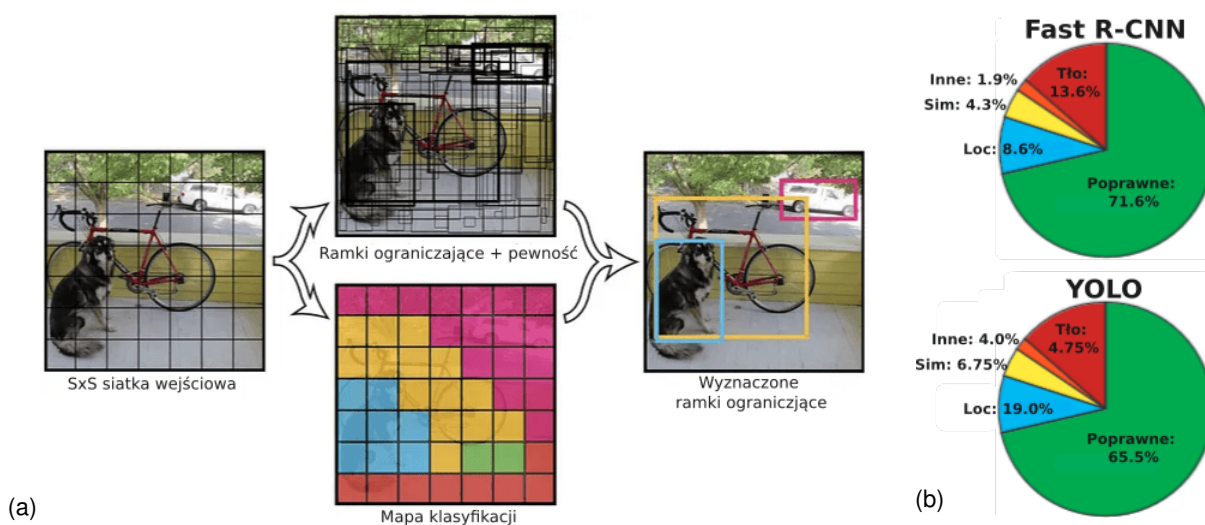 SxS siatka wejściowa
Ramki ograniczające + pewność
Mapa klasyfikacji
Wyznaczone
ramki ograniczjące
(a)
Fast R-CNN
Inne: 1.9%
Tło:
13.6%
Sim: 4.3%
Loc: 8.6%
Poprawne:
71.6%
YOLO
Inne: 4.0%
Tło:
4.75%
Sim: 6.75%
Loc: 19.0%
Poprawne:
65.5%
(b)